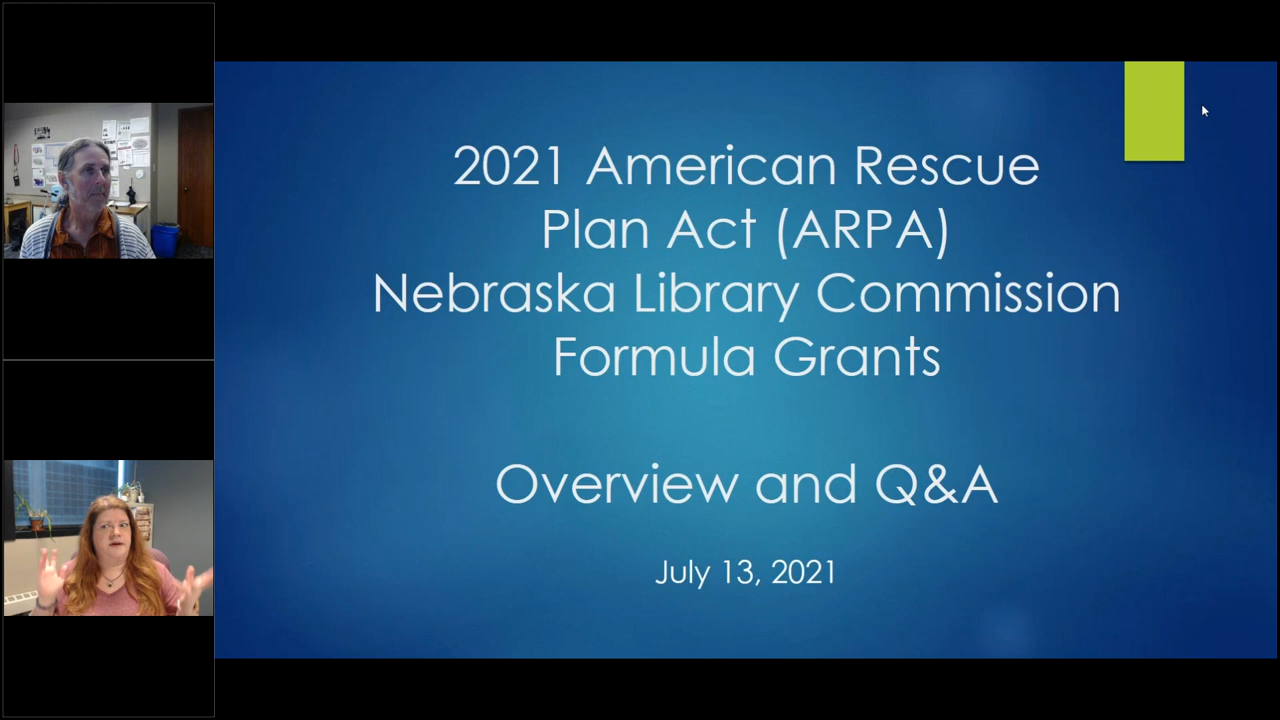 2021 American Rescue
Plan Act (ARPA)
Nebraska Library Commission
Formula Grants
Overview and Q&A
July 13, 2021